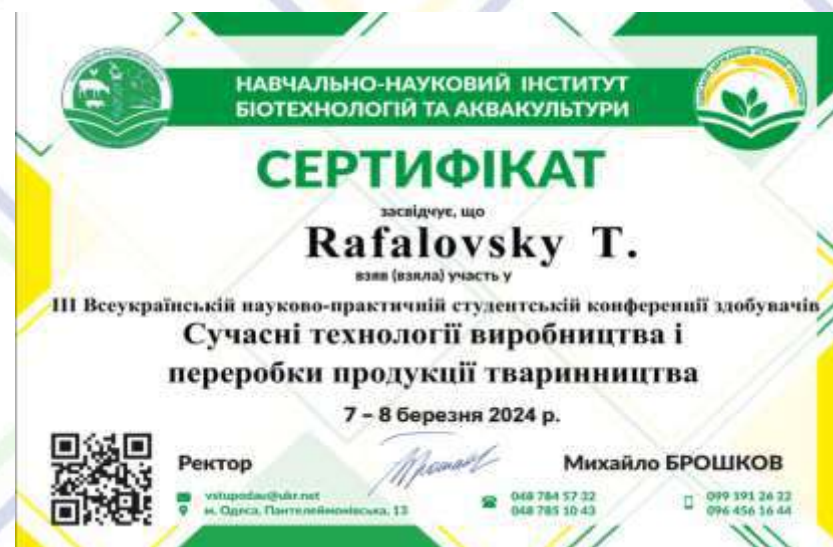 НАВЧАЛЬНО-НАУКОВИЙ ІНСТИТУТ
БІОТЕХНОЛОГІЙ ТА АКВАКУЛЬТУРИ
СЕРТИФІКАТ
засвідчує, що
Rafalovsky T.
взяв (взяла) участь у
III Всеукраїнській науково-практичній студентській конференції здобувачів
Сучасні технології виробництва і
переробки продукції тваринництва
7 – 8 березня 2024 р.
Ректор
Михайло БРОШКОВ
vstupodau@ukr.net
м. Одеса, Пантелеймонівська, 13
048 784 57 32
048 785 10 43
099 391 26 22
096 456 16 44